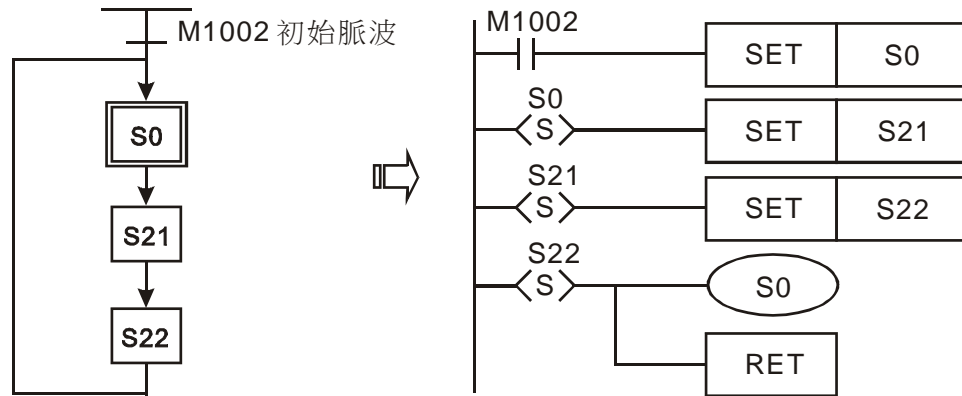 M1002 初始脈波
S0
S21
S22
M1002
SET S0
S0
S
SET S21
S21
S
SET S22
S22
S
S0
RET